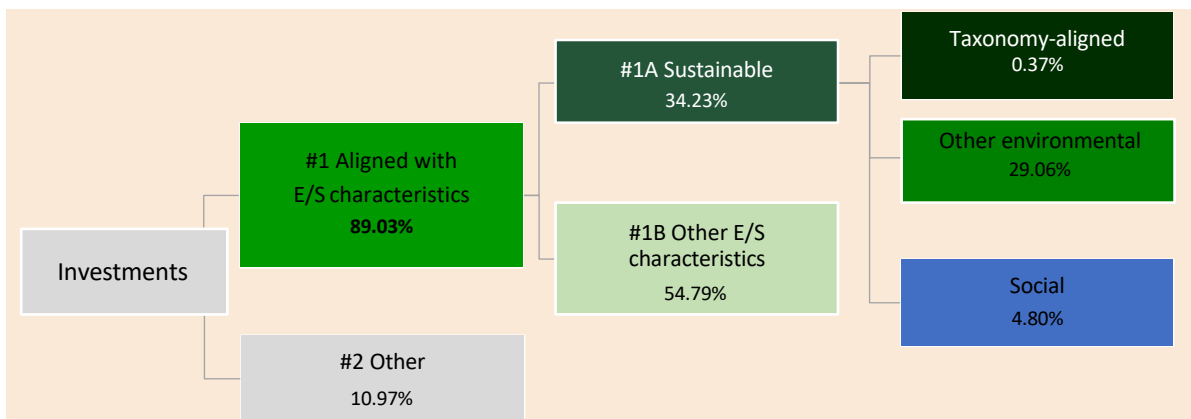 Investments
#1 Aligned with
E/S characteristics
89.03%
#2 Other
10.97%
#1A Sustainable
34.23%
#1B Other E/S
characteristics
54.79%
Taxonomy-aligned
0.37%
Other environmental
29.06%
Social
4.80%